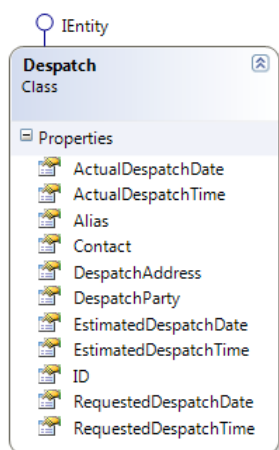 IEntity
Despatch
Class
Properties
ActualDespatchDate
ActualDespatchTime
Alias
Contact
DespatchAddress
DespatchParty
EstimatedDespatchDate
EstimatedDespatchTime
ID
RequestedDespatchDate
RequestedDespatchTime